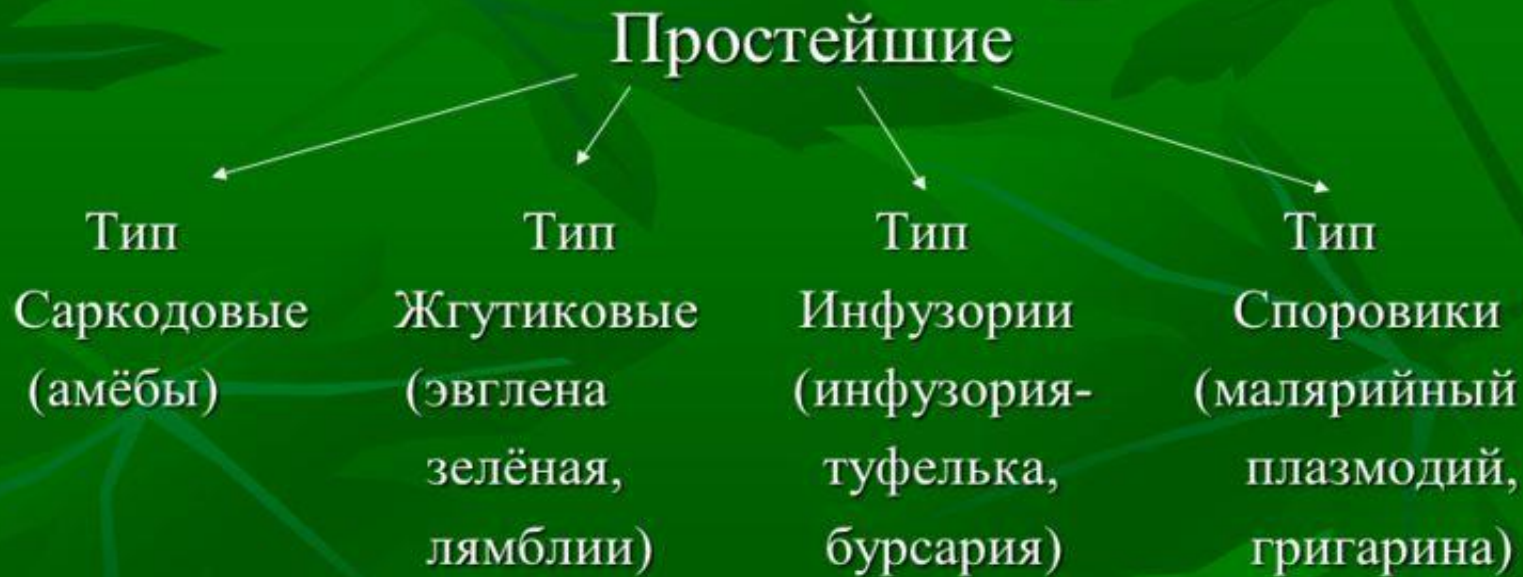 Простейшие
Тип
Саркодовые
(амёбы)
Тип
Жгутиковые
(эвглена
зелёная,
лямблии)
Тип
Инфузории
(инфузория-
туфелька,
бурсария)
Тип
Споровики
(малярийный
плазмодий,
григарина)